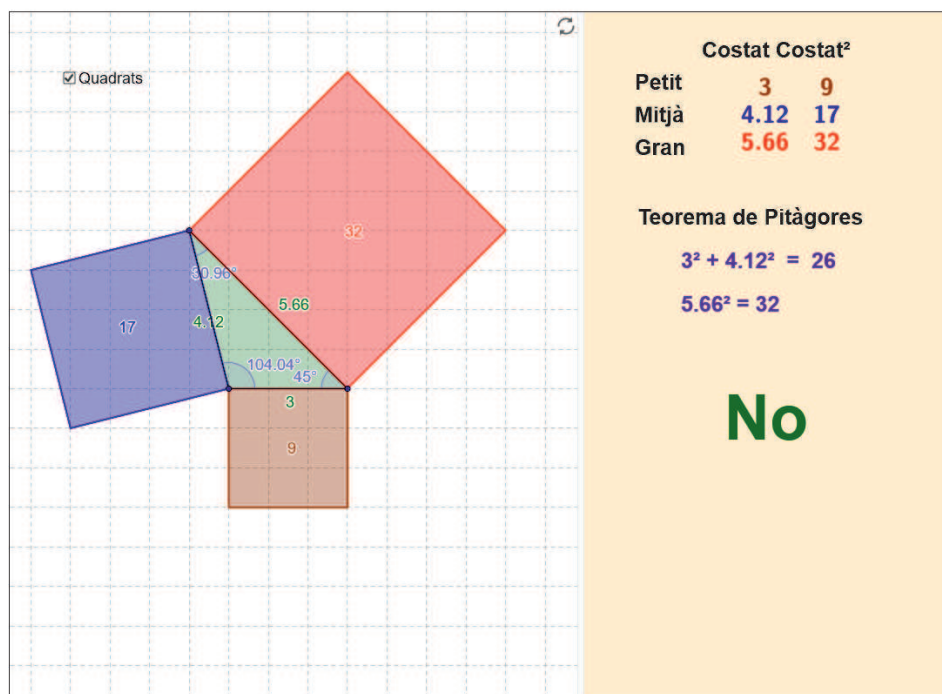 Quadrats
32
30.96°
5.66
17
4.12
104.04°
45°
3
9
Costat Costat²
Petit 3 9
Mitjà 4.12 17
Gran 5.66 32
Teorema de Pitàgores
3² + 4.12² = 26
5.66² = 32
No